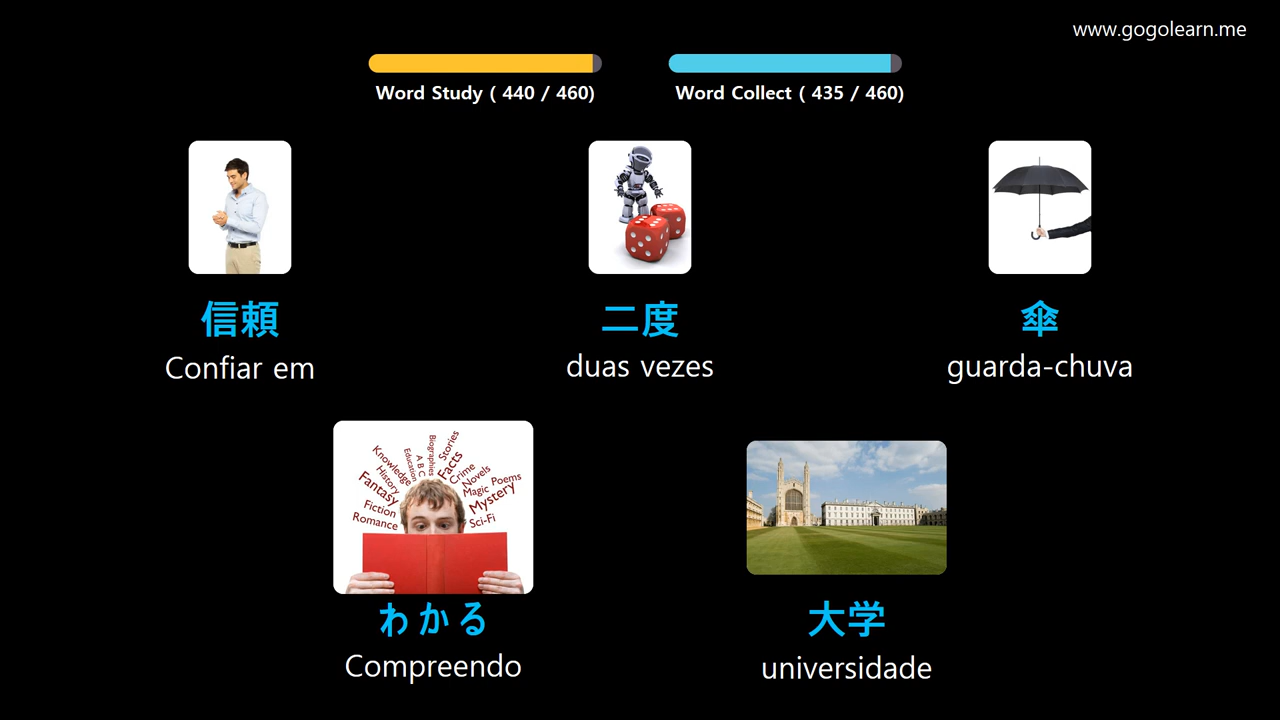 www.gogolearn.me
Word Study ( 440 / 460)
Word Collect ( 435 / 460)
信頼
Confiar em
二度
duas vezes
傘
guarda-chuva
Knowledge
History
Fantasy
Fiction
Romance
Education
A B C
Biographies
Stories
Facts
Crime
Novels
Magic
Poems
Mystery
Sci-Fi
わかる
Compreendo
大学
universidade